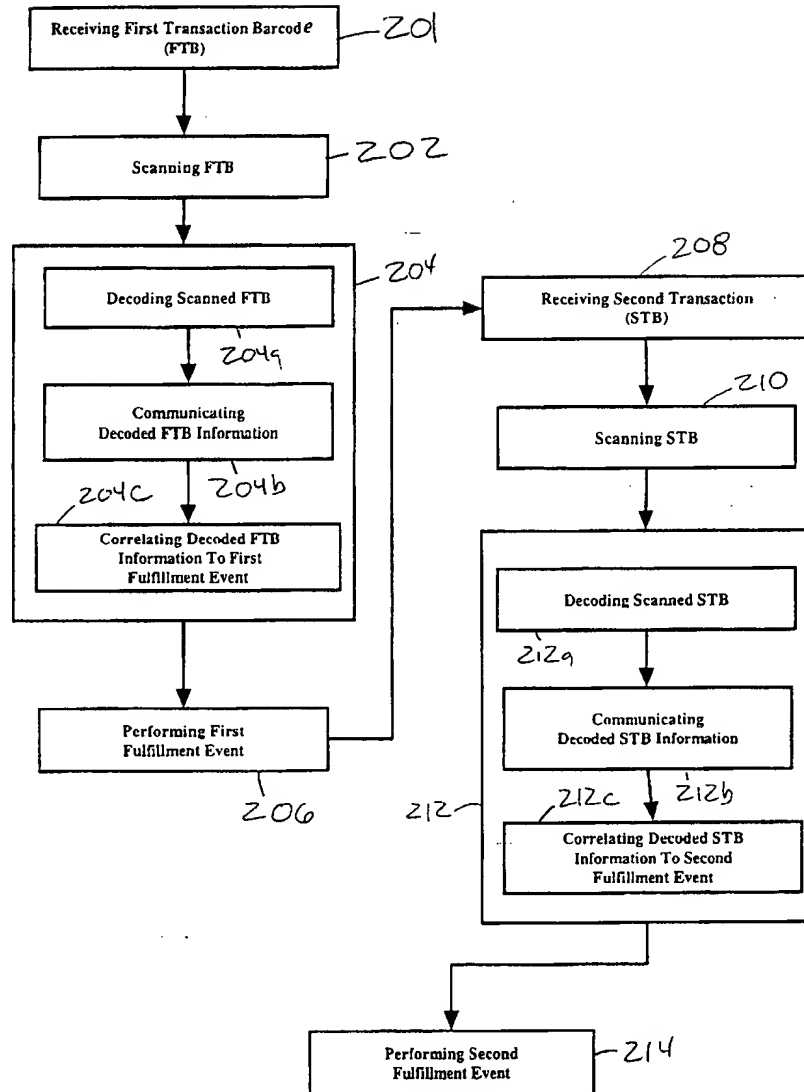 Receiving First Transaction Barcode
(FTB)
201
Scanning FTB
202
204
Decoding Scanned FTB
204a
Communicating
Decoded FTB Information
204b
204c
Correlating Decoded FTB
Information To First
Fulfillment Event
Performing First
Fulfillment Event
206
208
Receiving Second Transaction
(STB)
210
Scanning STB
Decoding Scanned STB
212a
Communicating
Decoded STB Information
212
212c
212b
Correlating Decoded STB
Information To Second
Fulfillment Event
Performing Second
Fulfillment Event
214